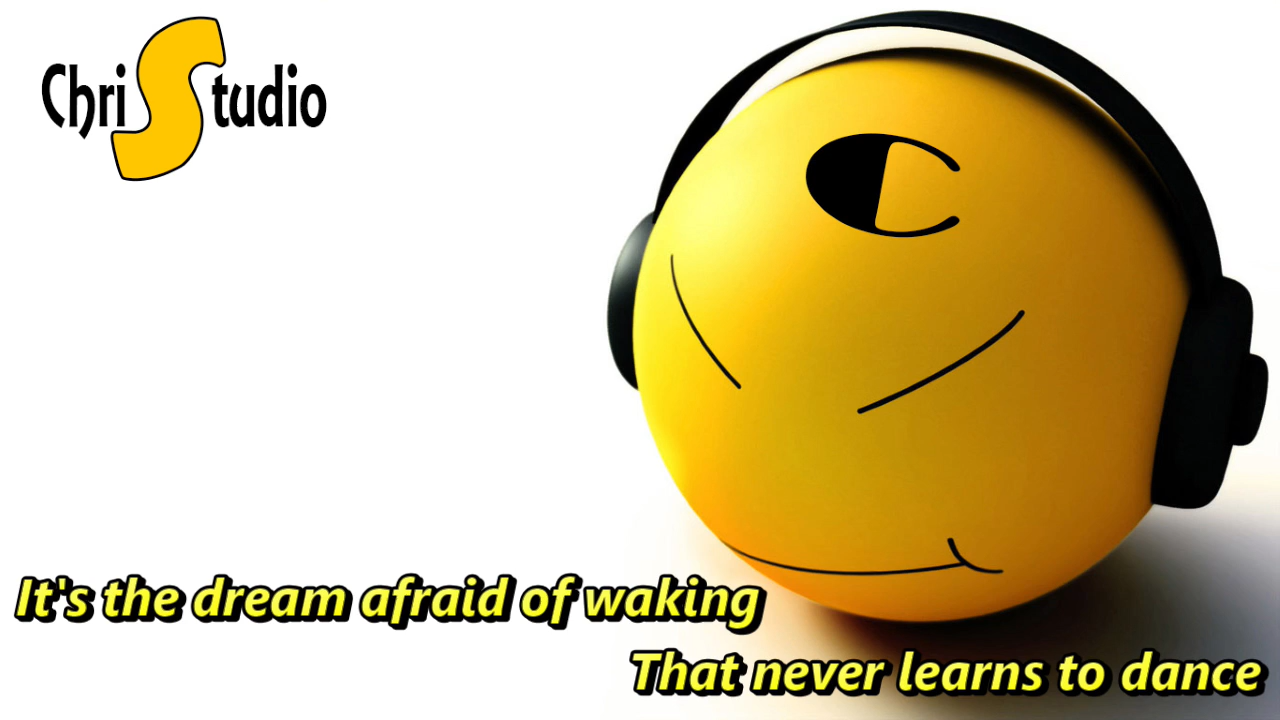 ChriStudio
It's the dream afraid of waking
That never learns to dance